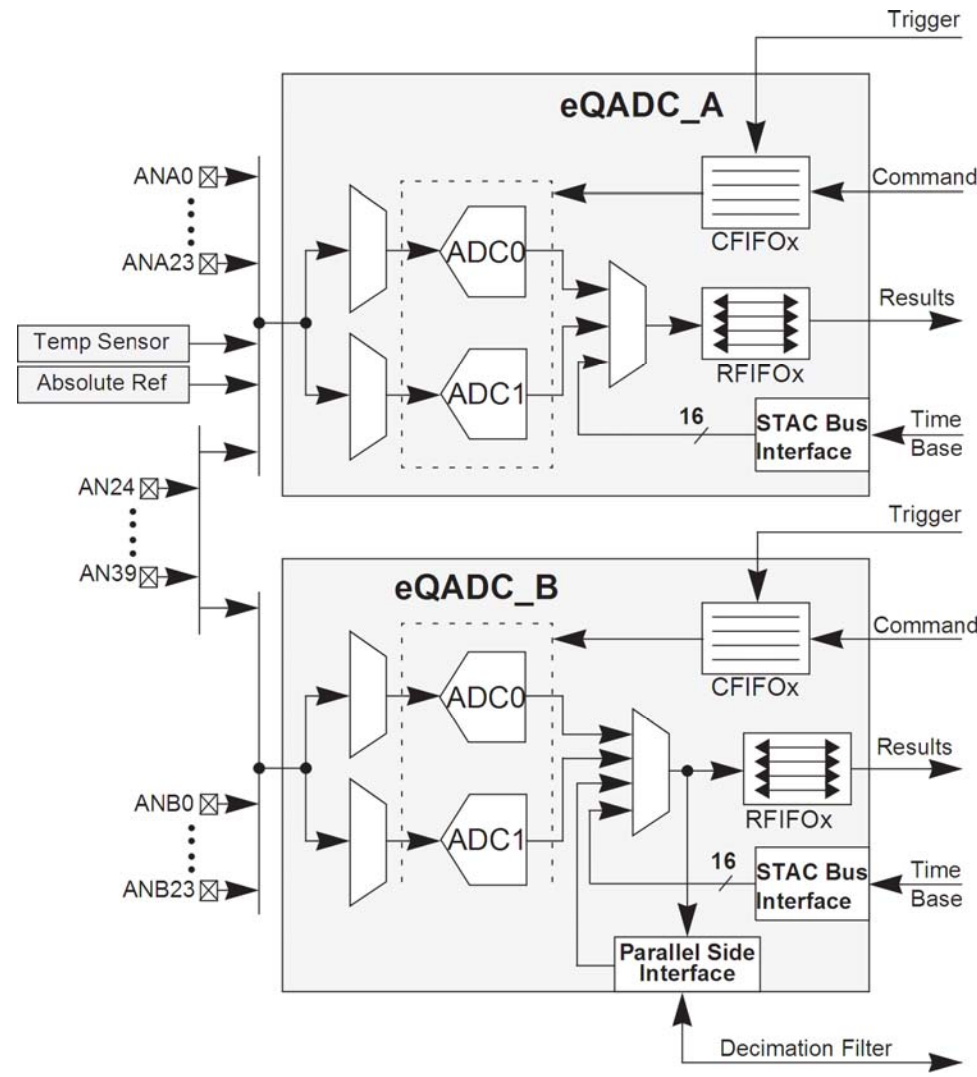 Trigger
eQADC_A
ANA0
Command
ADC0
CFIFOx
ANA23
Results
Temp Sensor
RFIFOx
Absolute Ref
ADC1
16
STAC Bus
Interface
Time
Base
AN24
Trigger
AN39
eQADC_B
Command
CFIFOx
ADC0
Results
ANB0
RFIFOx
ADC1
16
STAC Bus
Interface
Time
Base
ANB23
Parallel Side
Interface
Decimation Filter